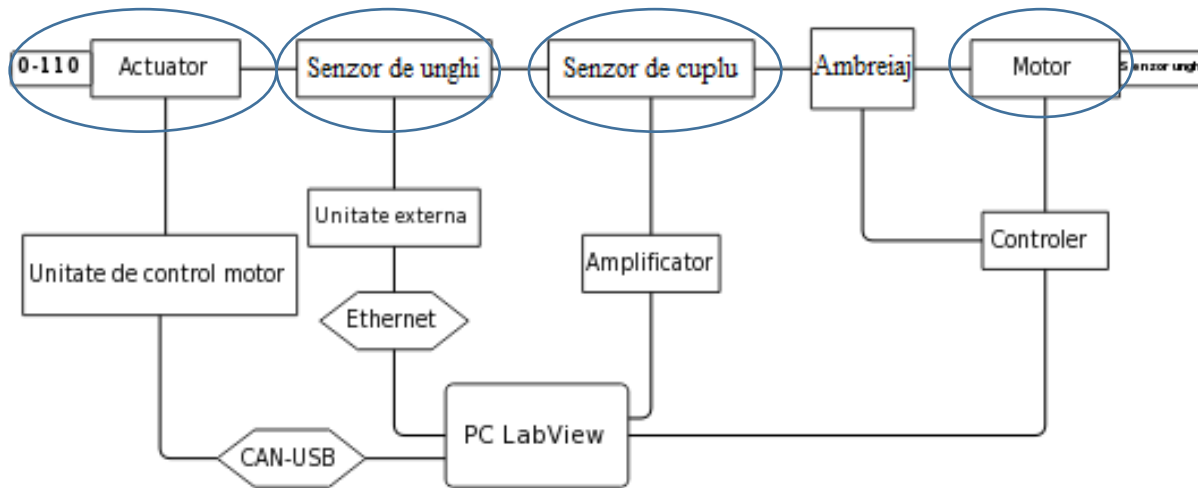 0-110
Actuator
Senzor de unghi
Senzor de cuplu
Ambreiaj
Motor
Senzor ungh
Unitate externa
Unitate de control motor
Amplificator
Controler
Ethernet
PC LabView
CAN-USB